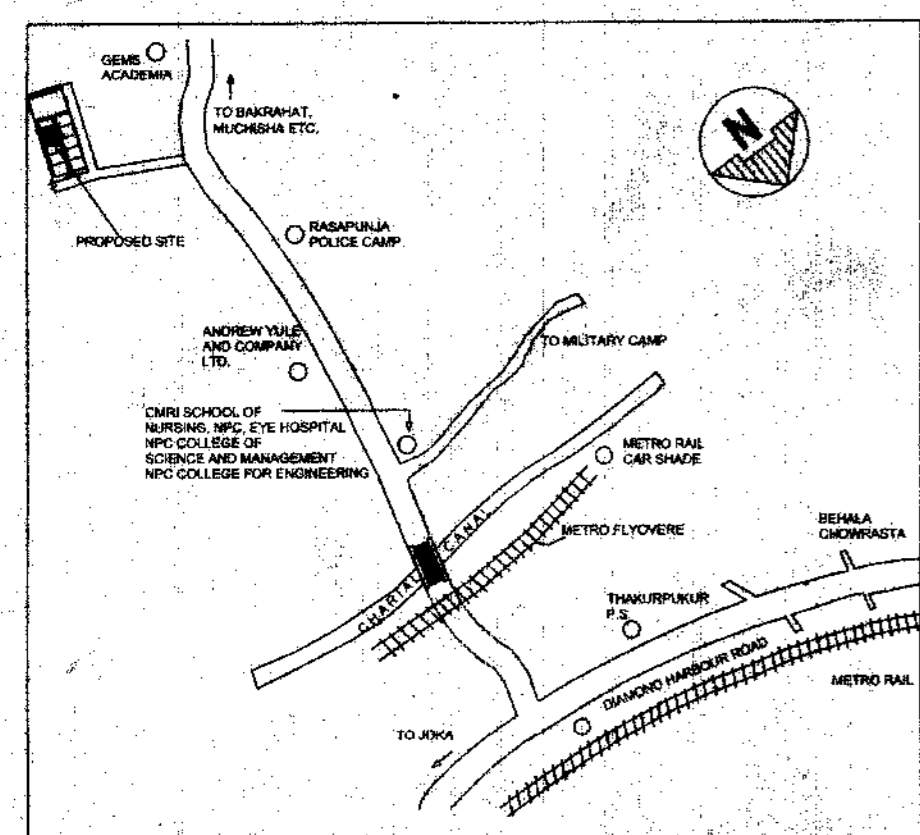 GEMS
ACADEMIA
TO BAKRAHAT,
MUCHISHA ETC.
N
PROPOSED SITE
RASAPUNJA
POLICE CAMP
ANDREW YULE
AND COMPANY
LTD.
TO MILITARY CAMP
CMRI SCHOOL OF
NURSINS, NPC, EYE HOSPITAL
NPC COLLEGE OF
SCIENCE AND MANAGEMENT
NPC COLLEGE FOR ENGINEERING
METRO RAIL
CAR SHADE
CHARTAL CANAL
METRO FLYOVERE
BEHALA
CHOWRASTA
THAKURPUKUR
P.S.
DIAMOND HARBOUR ROAD
METRO RAIL
TO JOKA